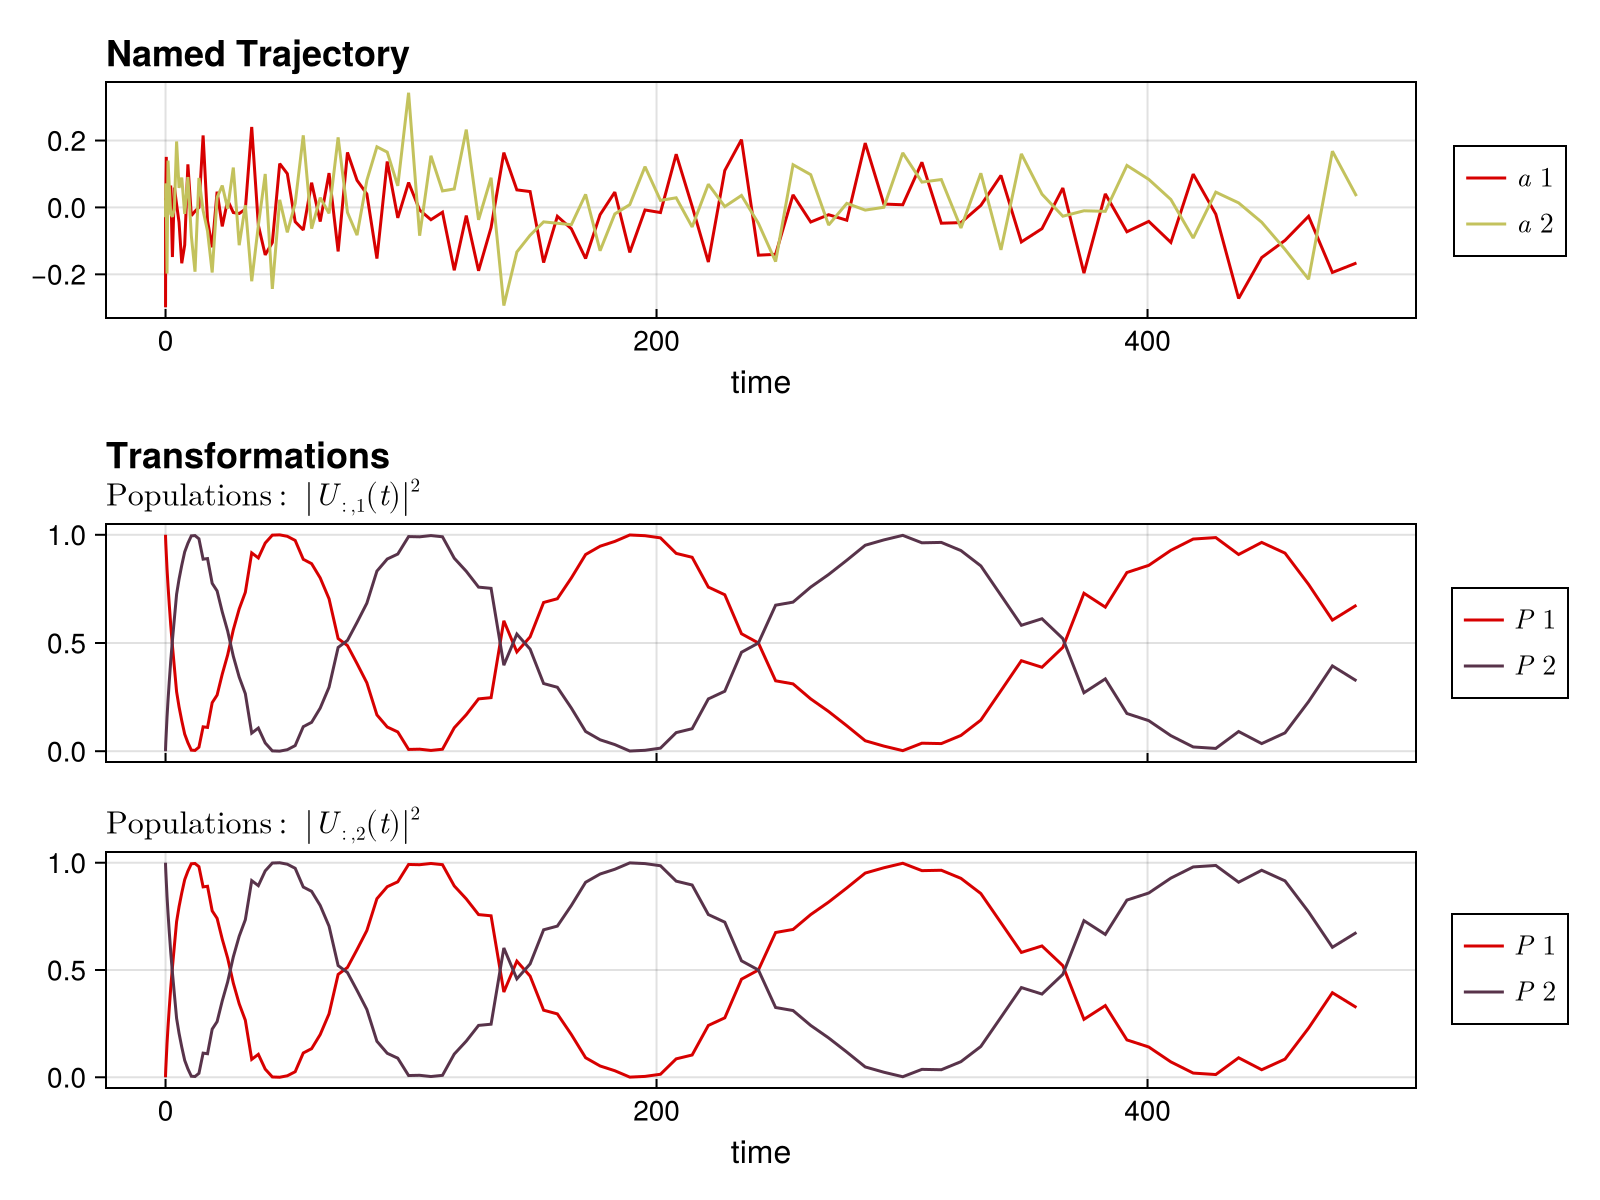 Named Trajectory
0.2
0.0
−0.2
0 200 400
time
a 1
a 2
Transformations
Populations: |U:,1(t)|²
1.0
0.5
0.0
P 1
P 2
Populations: |U:,2(t)|²
1.0
0.5
0.0
0 200 400
time
P 1
P 2